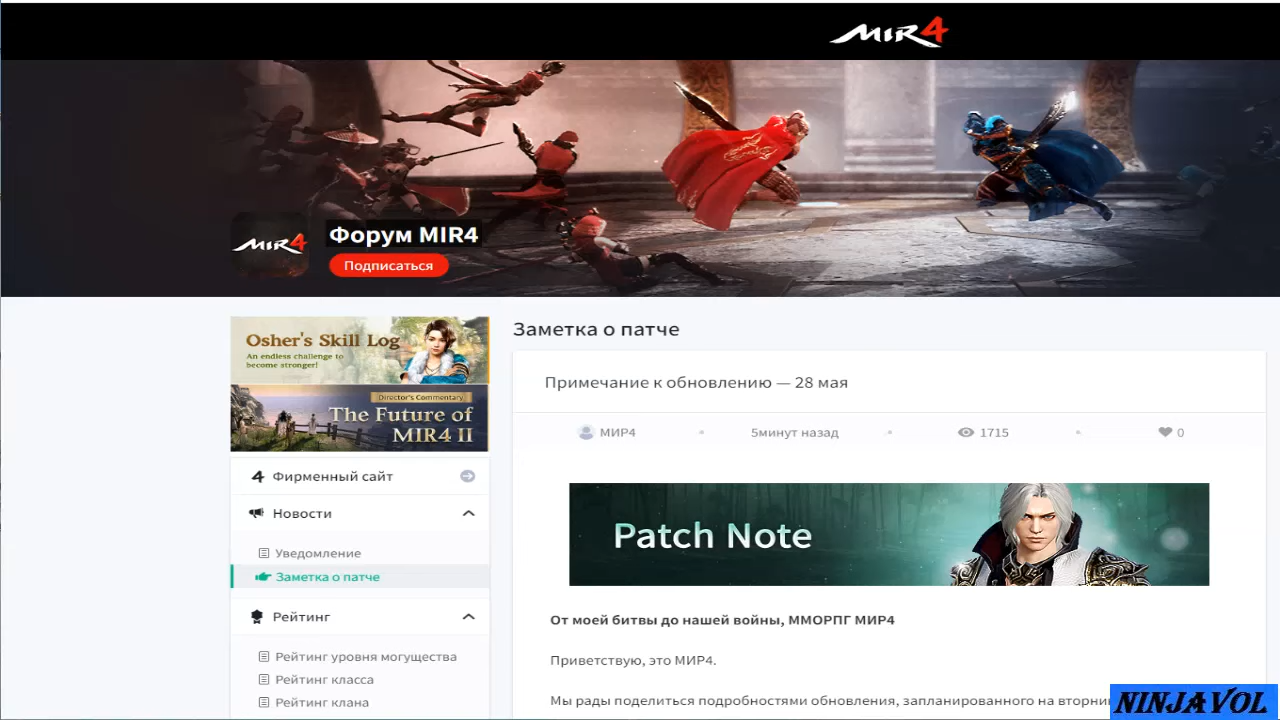 MIR4
MIR4
Форум MIR4
Подписаться
Osher's Skill Log
An endless challenge to
become stronger!
Director's Commentary
The Future of
MIR4 II
4 Фирменный сайт
Новости
Уведомление
Заметка о патче
Рейтинг
Рейтинг уровня могущества
Рейтинг класса
Рейтинг клана
Заметка о патче
Примечание к обновлению — 28 мая
МИР4 • 5минут назад • 1715 • 0
Patch Note
От моей битвы до нашей войны, ММОРПГ МИР4
Приветствую, это МИР4.
Мы рады поделиться подробностями обновления, запланированного на
NINJAVOL